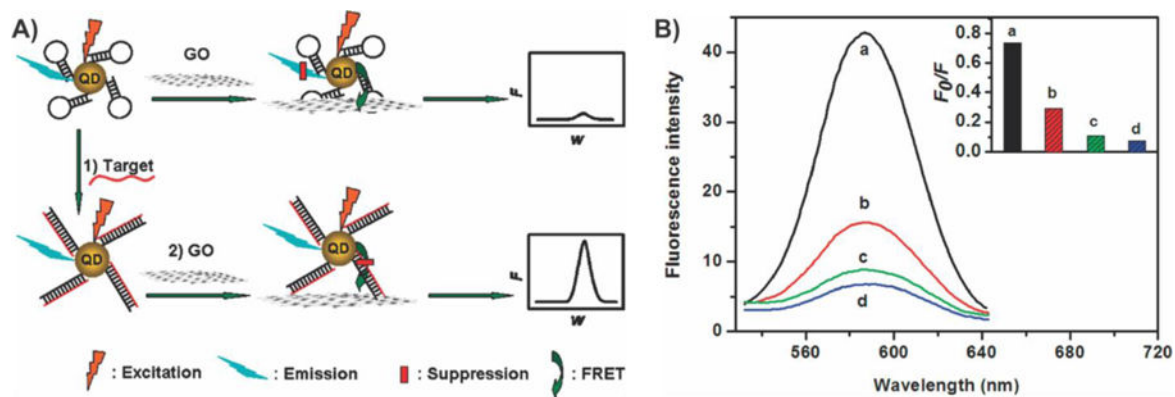 A)
QD
GO
QD
F
W
1) Target
QD
2) GO
QD
F
W
: Excitation
: Emission
: Suppression
: FRET
B)
Fluorescence intensity
40
30
20
10
0
a
b
c
d
560
600
640
680
720
Wavelength (nm)
F0/F
0.8
0.6
0.4
0.2
0.0
a
b
c
d